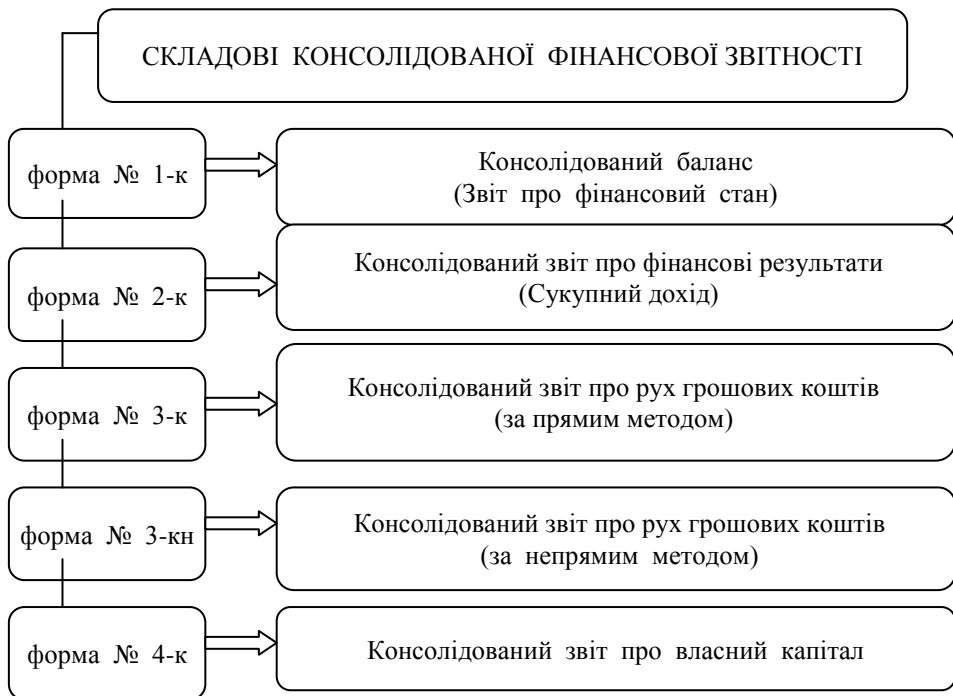 СКЛАДОВІ КОНСОЛІДОВАНОЇ ФІНАНСОВОЇ ЗВІТНОСТІ
форма № 1-к
Консолідований баланс
(Звіт про фінансовий стан)
форма № 2-к
Консолідований звіт про фінансові результати
(Сукупний дохід)
форма № 3-к
Консолідований звіт про рух грошових коштів
(за прямим методом)
форма № 3-кн
Консолідований звіт про рух грошових коштів
(за непрямим методом)
форма № 4-к
Консолідований звіт про власний капітал